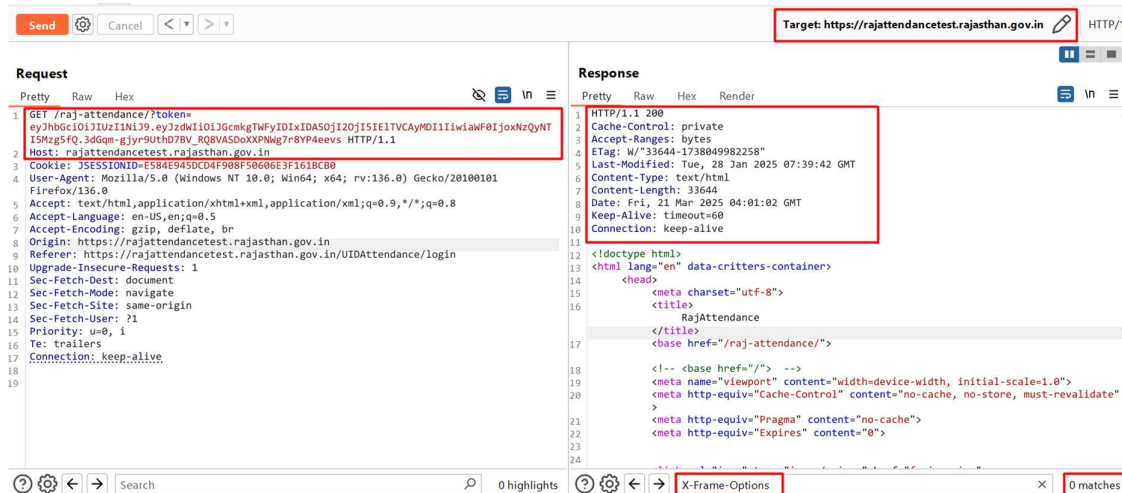 Send Cancel
Target: https://rajattendancetest.rajasthan.gov.in HTTP/1
Request
Pretty Raw Hex
\n
1 GET /raj-attendance/?token=
eyJhbGciOiJIUzI1NiJ9.eyJzdWIiOiJGcmkgTWFyIDIxIDA5OjI2OjI5IElTVCAyMDI1IiwiaWF0IjoxNzQyNT
I5Mzg5fQ.3dGqm-gjyr9UthD7BV_RQ8VASDoXXPNWg7r8YP4eevs HTTP/1.1
2 Host: rajattendancetest.rajasthan.gov.in
3 Cookie: JSESSIONID=E584E945DCD4F908F50606E3F161BCB0
4 User-Agent: Mozilla/5.0 (Windows NT 10.0; Win64; x64; rv:136.0) Gecko/20100101
Firefox/136.0
5 Accept: text/html,application/xhtml+xml,application/xml;q=0.9,*/*;q=0.8
6 Accept-Language: en-US,en;q=0.5
7 Accept-Encoding: gzip, deflate, br
8 Origin: https://rajattendancetest.rajasthan.gov.in
9 Referer: https://rajattendancetest.rajasthan.gov.in/UIDAttendance/login
10 Upgrade-Insecure-Requests: 1
11 Sec-Fetch-Dest: document
12 Sec-Fetch-Mode: navigate
13 Sec-Fetch-Site: same-origin
14 Sec-Fetch-User: ?1
15 Priority: u=0, i
16 Te: trailers
17 Connection: keep-alive
18
19
Search 0 highlights
Response
Pretty Raw Hex Render
\n
1 HTTP/1.1 200
2 Cache-Control: private
3 Accept-Ranges: bytes
4 ETag: W/"33644-1738049982258"
5 Last-Modified: Tue, 28 Jan 2025 07:39:42 GMT
6 Content-Type: text/html
7 Content-Length: 33644
8 Date: Fri, 21 Mar 2025 04:01:02 GMT
9 Keep-Alive: timeout=60
10 Connection: keep-alive
11
12 <!doctype html>
13 <html lang="en" data-critters-container>
14 <head>
15 <meta charset="utf-8">
16 <title>
RajAttendance
</title>
17 <base href="/raj-attendance/">
18 <!-- <base href="/"> -->
19 <meta name="viewport" content="width=device-width, initial-scale=1.0">
20 <meta http-equiv="Cache-Control" content="no-cache, no-store, must-revalidate"
>
21 <meta http-equiv="Pragma" content="no-cache">
22 <meta http-equiv="Expires" content="0">
23
24
X-Frame-Options 0 matches